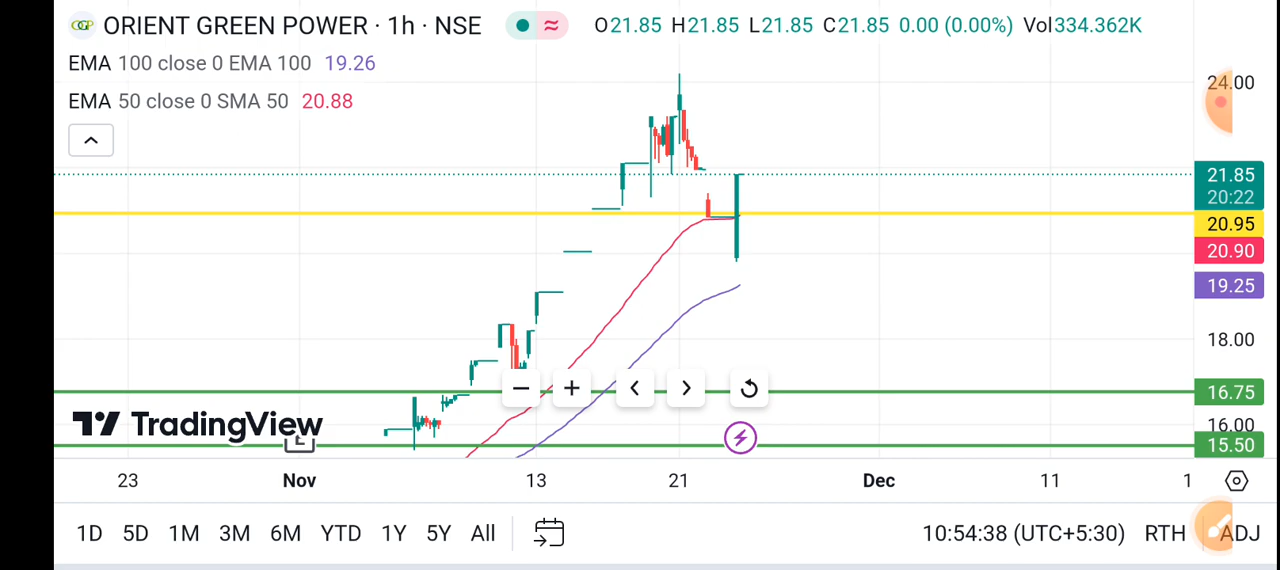 OGP ORIENT GREEN POWER · 1h · NSE ≈ O21.85 H21.85 L21.85 C21.85 0.00 (0.00%) Vol334.362K
EMA 100 close 0 EMA 100 19.26
EMA 50 close 0 SMA 50 20.88
24.00
21.85
20:22
20.95
20.90
19.25
18.00
16.75
16.00
15.50
TradingView
E
23 Nov 13 21 Dec 11 1
1D 5D 1M 3M 6M YTD 1Y 5Y All 10:54:38 (UTC+5:30) RTH ADJ